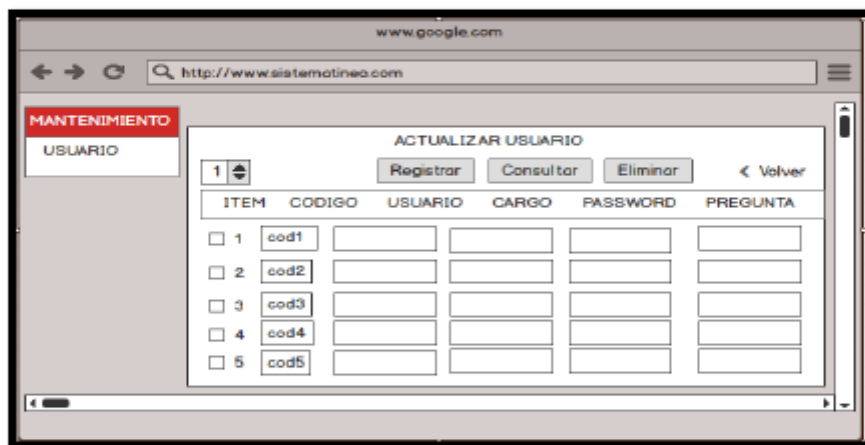 www.google.com
http://www.sistematineo.com
MANTENIMIENTO
USUARIO
ACTUALIZAR USUARIO
1 Registrar Consultar Eliminar < Volver
ITEM CODIGO USUARIO CARGO PASSWORD PREGUNTA
1 cod1
2 cod2
3 cod3
4 cod4
5 cod5